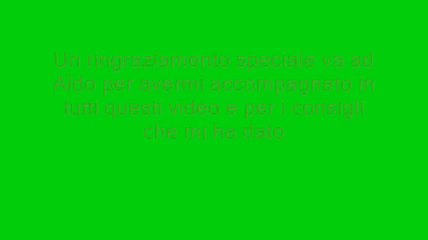 Un ringraziamento speciale va ad
Aldo per avermi accompagnato in
tutti questi video e per i consigli
che mi ha dato